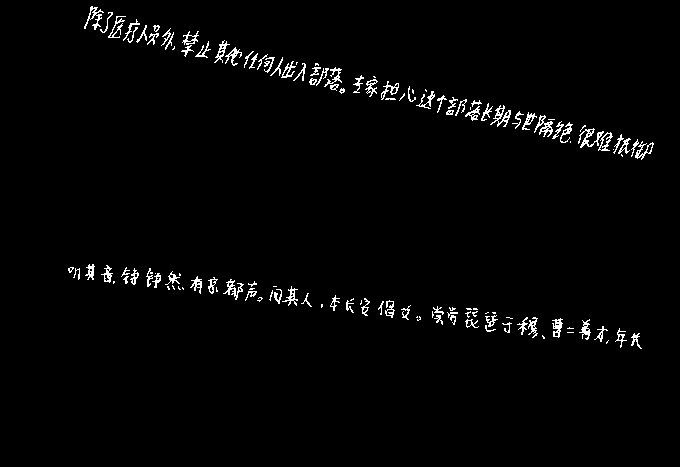 除了医疗人员外,禁止其他任何人出入部落。专家担心这个部落长期与世隔绝,很难抵御
听其音,铮铮然有京都声。问其人,本长安倡女。尝学琵琶于穆、曹二善才,年长